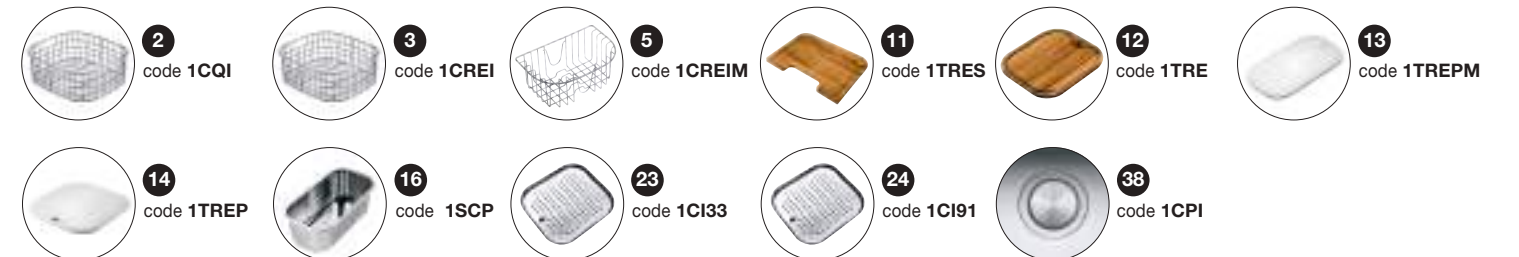 2
code 1CQI
3
code 1CREI
5
code 1CREIM
11
code 1TRES
12
code 1TRE
13
code 1TREPM
14
code 1TREP
16
code 1SCP
23
code 1CI33
24
code 1CI91
38
code 1CPI